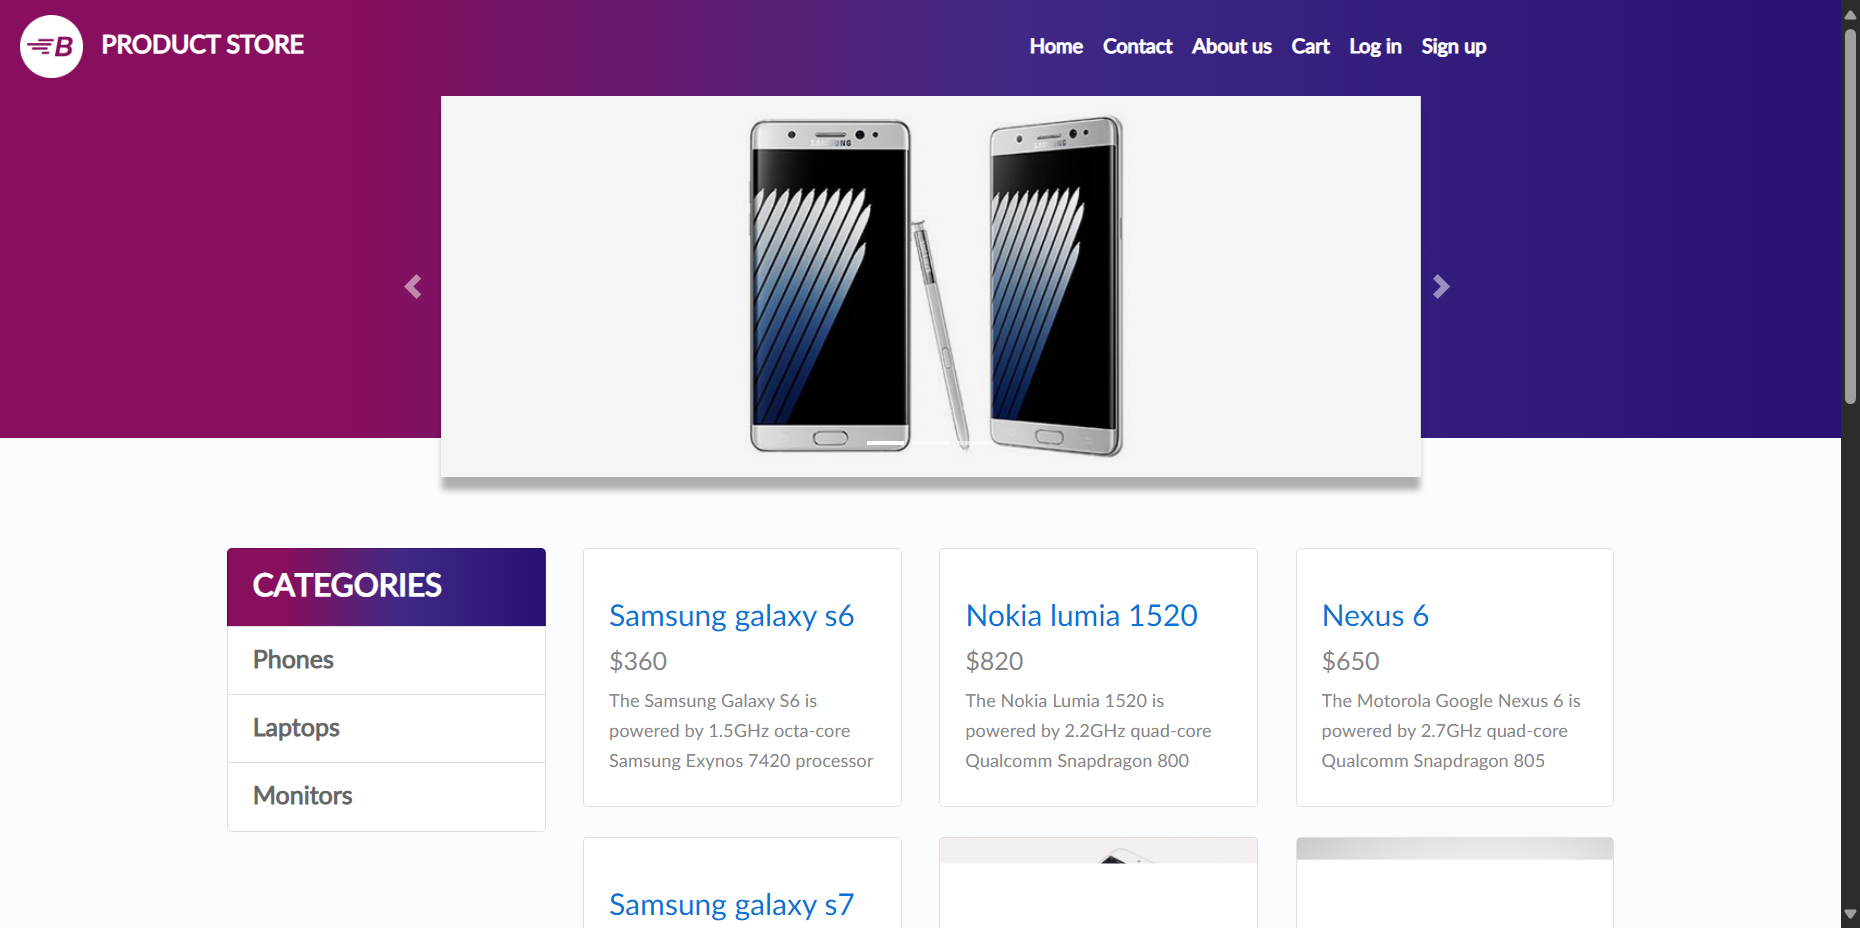 B PRODUCT STORE
Home Contact About us Cart Log in Sign up
SAMSUNG
SAMSUNG
CATEGORIES
Phones
Laptops
Monitors
Samsung galaxy s6
$360
The Samsung Galaxy S6 is
powered by 1.5GHz octa-core
Samsung Exynos 7420 processor
Nokia lumia 1520
$820
The Nokia Lumia 1520 is
powered by 2.2GHz quad-core
Qualcomm Snapdragon 800
Nexus 6
$650
The Motorola Google Nexus 6 is
powered by 2.7GHz quad-core
Qualcomm Snapdragon 805
Samsung galaxy s7